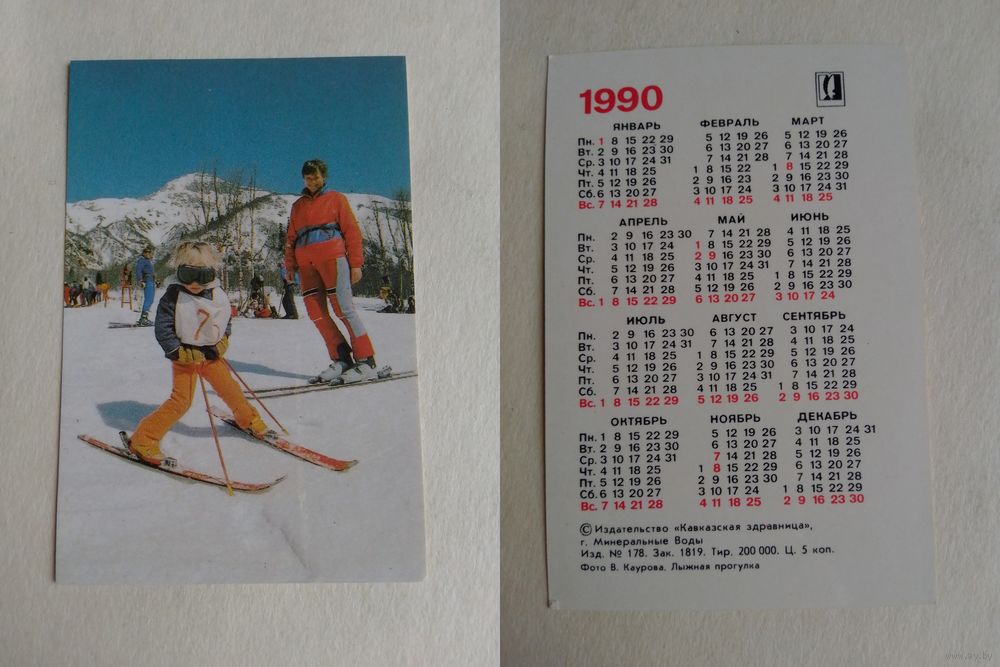 7
1990
ЯНВАРЬ ФЕВРАЛЬ МАРТ
Пн. 1 8 15 22 29 5 12 19 26 5 12 19 26
Вт. 2 9 16 23 30 6 13 20 27 6 13 20 27
Ср. 3 10 17 24 31 7 14 21 28 7 14 21 28
Чт. 4 11 18 25 1 8 15 22 1 8 15 22 29
Пт. 5 12 19 26 2 9 16 23 2 9 16 23 30
Сб. 6 13 20 27 3 10 17 24 3 10 17 24 31
Вс. 7 14 21 28 4 11 18 25 4 11 18 25
АПРЕЛЬ МАЙ ИЮНЬ
Пн. 2 9 16 23 30 7 14 21 28 4 11 18 25
Вт. 3 10 17 24 1 8 15 22 29 5 12 19 26
Ср. 4 11 18 25 2 9 16 23 30 6 13 20 27
Чт. 5 12 19 26 3 10 17 24 31 7 14 21 28
Пт. 6 13 20 27 4 11 18 25 1 8 15 22 29
Сб. 7 14 21 28 5 12 19 26 2 9 16 23 30
Вс. 1 8 15 22 29 6 13 20 27 3 10 17 24
ИЮЛЬ АВГУСТ СЕНТЯБРЬ
Пн. 2 9 16 23 30 6 13 20 27 3 10 17 24
Вт. 3 10 17 24 31 7 14 21 28 4 11 18 25
Ср. 4 11 18 25 1 8 15 22 29 5 12 19 26
Чт. 5 12 19 26 2 9 16 23 30 6 13 20 27
Пт. 6 13 20 27 3 10 17 24 31 7 14 21 28
Сб. 7 14 21 28 4 11 18 25 1 8 15 22 29
Вс. 1 8 15 22 29 5 12 19 26 2 9 16 23 30
ОКТЯБРЬ НОЯБРЬ ДЕКАБРЬ
Пн. 1 8 15 22 29 5 12 19 26 3 10 17 24 31
Вт. 2 9 16 23 30 6 13 20 27 4 11 18 25
Ср. 3 10 17 24 31 7 14 21 28 5 12 19 26
Чт. 4 11 18 25 1 8 15 22 29 6 13 20 27
Пт. 5 12 19 26 2 9 16 23 30 7 14 21 28
Сб. 6 13 20 27 3 10 17 24 1 8 15 22 29
Вс. 7 14 21 28 4 11 18 25 2 9 16 23 30
© Издательство «Кавказская здравница»,
г. Минеральные Воды
Изд. № 178. Зак. 1819. Тир. 200 000. Ц. 5 коп.
Фото В. Каурова. Лыжная прогулка
www.ay.by